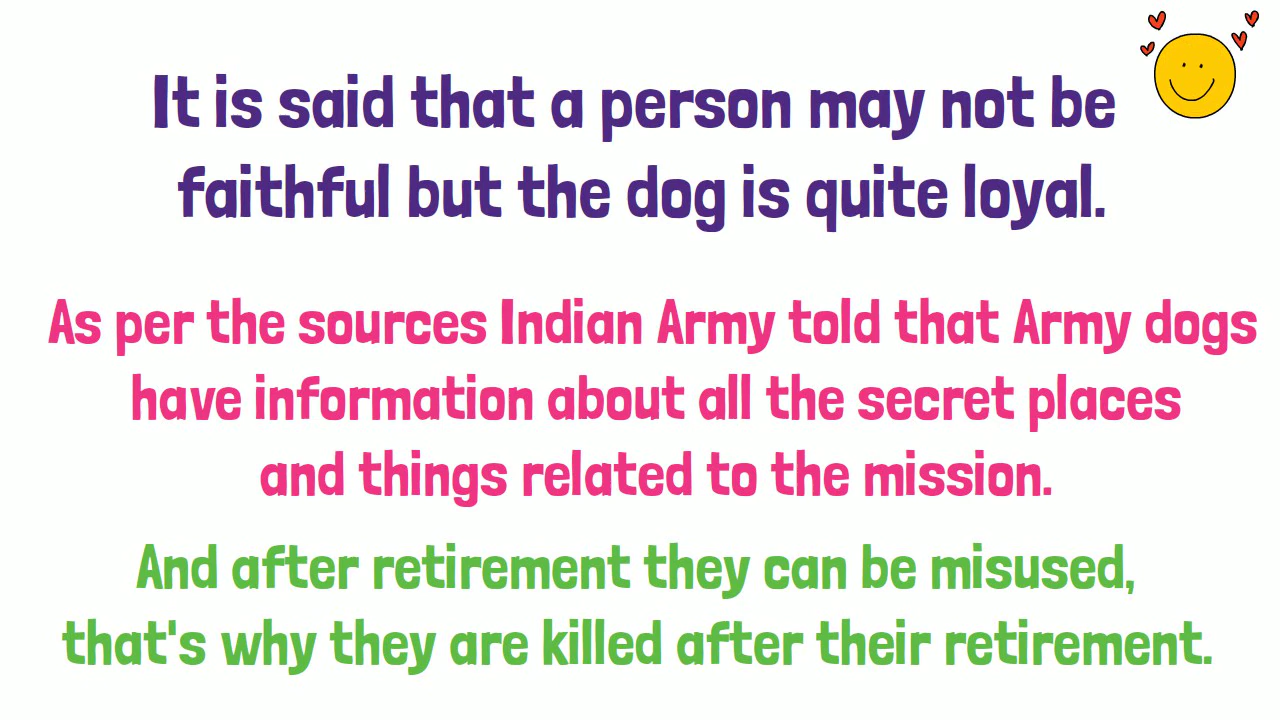 It is said that a person may not be
faithful but the dog is quite loyal.
As per the sources Indian Army told that Army dogs
have information about all the secret places
and things related to the mission.
And after retirement they can be misused,
that's why they are killed after their retirement.